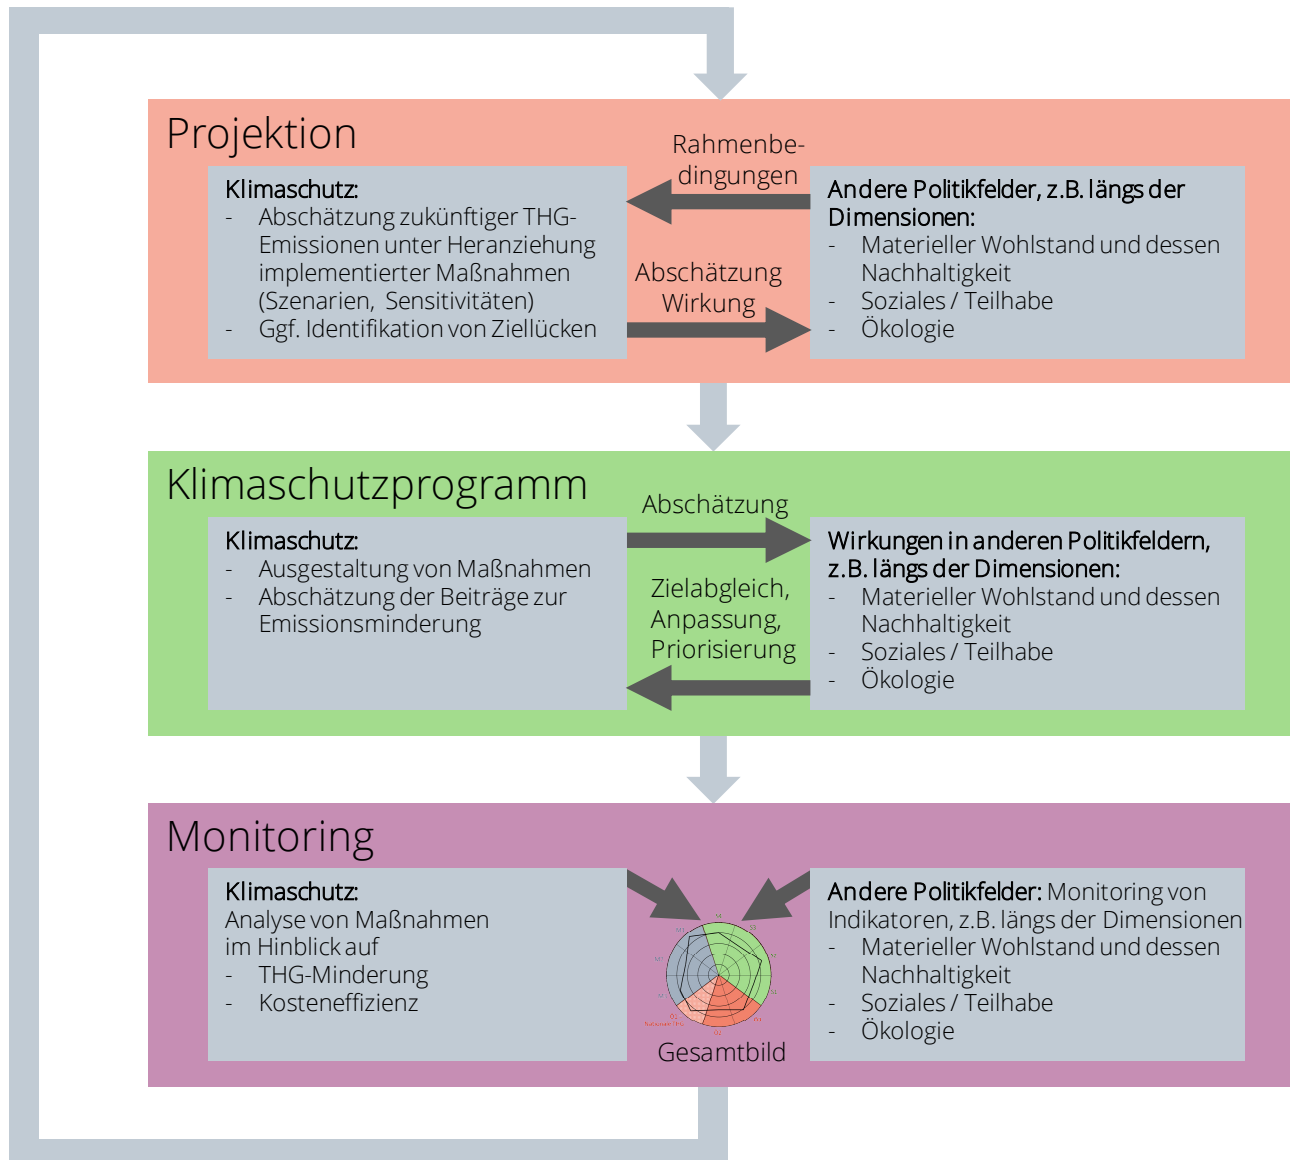 Projektion
Rahmenbe-
dingungen
Klimaschutz:
- Abschätzung zukünftiger THG-
Emissionen unter Heranziehung
implementierter Maßnahmen
(Szenarien, Sensitivitäten)
- Ggf. Identifikation von Ziellücken
Abschätzung
Wirkung
Andere Politikfelder, z.B. längs der
Dimensionen:
- Materieller Wohlstand und dessen
Nachhaltigkeit
- Soziales / Teilhabe
- Ökologie
Klimaschutzprogramm
Abschätzung
Klimaschutz:
- Ausgestaltung von Maßnahmen
- Abschätzung der Beiträge zur
Emissionsminderung
Zielabgleich,
Anpassung,
Priorisierung
Wirkungen in anderen Politikfeldern,
z.B. längs der Dimensionen:
- Materieller Wohlstand und dessen
Nachhaltigkeit
- Soziales / Teilhabe
- Ökologie
Monitoring
Klimaschutz:
Analyse von Maßnahmen
im Hinblick auf
- THG-Minderung
- Kosteneffizienz
Gesamtbild
Andere Politikfelder: Monitoring von
Indikatoren, z.B. längs der Dimensionen
- Materieller Wohlstand und dessen
Nachhaltigkeit
- Soziales / Teilhabe
- Ökologie